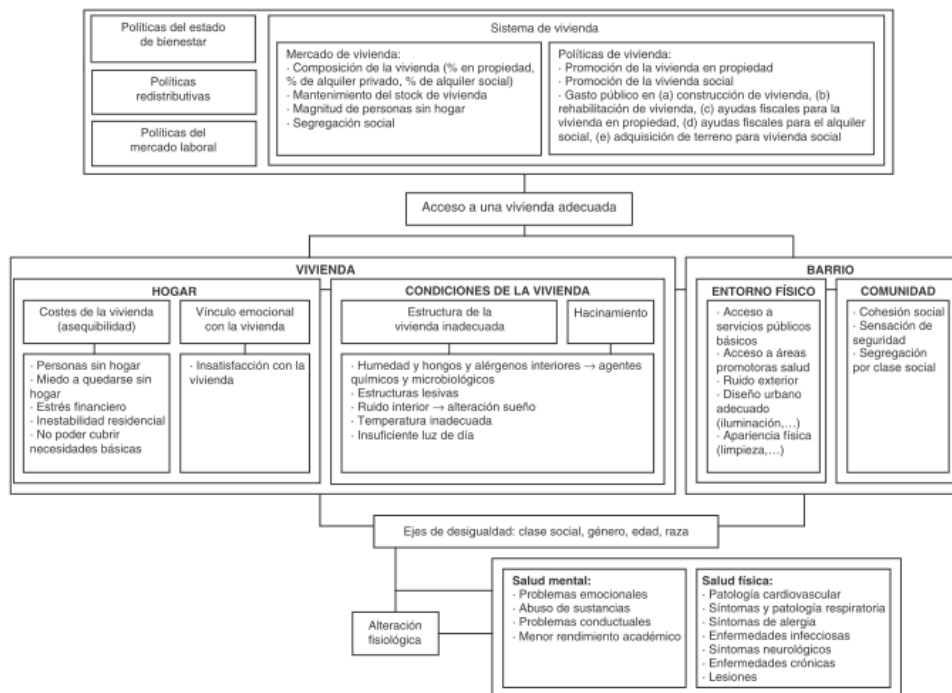 Políticas del estado
de bienestar
Políticas
redistributivas
Políticas del
mercado laboral
Sistema de vivienda
Mercado de vivienda:
· Composición de la vivienda (% en propiedad,
% de alquiler privado, % de alquiler social)
· Mantenimiento del stock de vivienda
· Magnitud de personas sin hogar
· Segregación social
Políticas de vivienda:
· Promoción de la vivienda en propiedad
· Promoción de la vivienda social
· Gasto público en (a) construcción de vivienda, (b)
rehabilitación de vivienda, (c) ayudas fiscales para la
vivienda en propiedad, (d) ayudas fiscales para el alquiler
social, (e) adquisición de terreno para vivienda social
Acceso a una vivienda adecuada
VIVIENDA
HOGAR
Costes de la vivienda
(asequibilidad)
· Personas sin hogar
· Miedo a quedarse sin
hogar
· Estrés financiero
· Inestabilidad residencial
· No poder cubrir
necesidades básicas
Vínculo emocional
con la vivienda
· Insatisfacción con la
vivienda
CONDICIONES DE LA VIVIENDA
Estructura de la
vivienda inadecuada
Hacinamiento
· Humedad y hongos y alérgenos interiores → agentes
químicos y microbiológicos
· Estructuras lesivas
· Ruido interior → alteración sueño
· Temperatura inadecuada
· Insuficiente luz de día
BARRIO
ENTORNO FÍSICO
· Acceso a
servicios públicos
básicos
· Acceso a áreas
promotoras salud
· Ruido exterior
· Diseño urbano
adecuado
(iluminación,…)
· Apariencia física
(limpieza,…)
COMUNIDAD
· Cohesión social
· Sensación de
seguridad
· Segregación
por clase social
Ejes de desigualdad: clase social, género, edad, raza
Alteración
fisiológica
Salud mental:
· Problemas emocionales
· Abuso de sustancias
· Problemas conductuales
· Menor rendimiento académico
Salud física:
· Patología cardiovascular
· Síntomas y patología respiratoria
· Síntomas de alergia
· Enfermedades infecciosas
· Síntomas neurológicos
· Enfermedades crónicas
· Lesiones